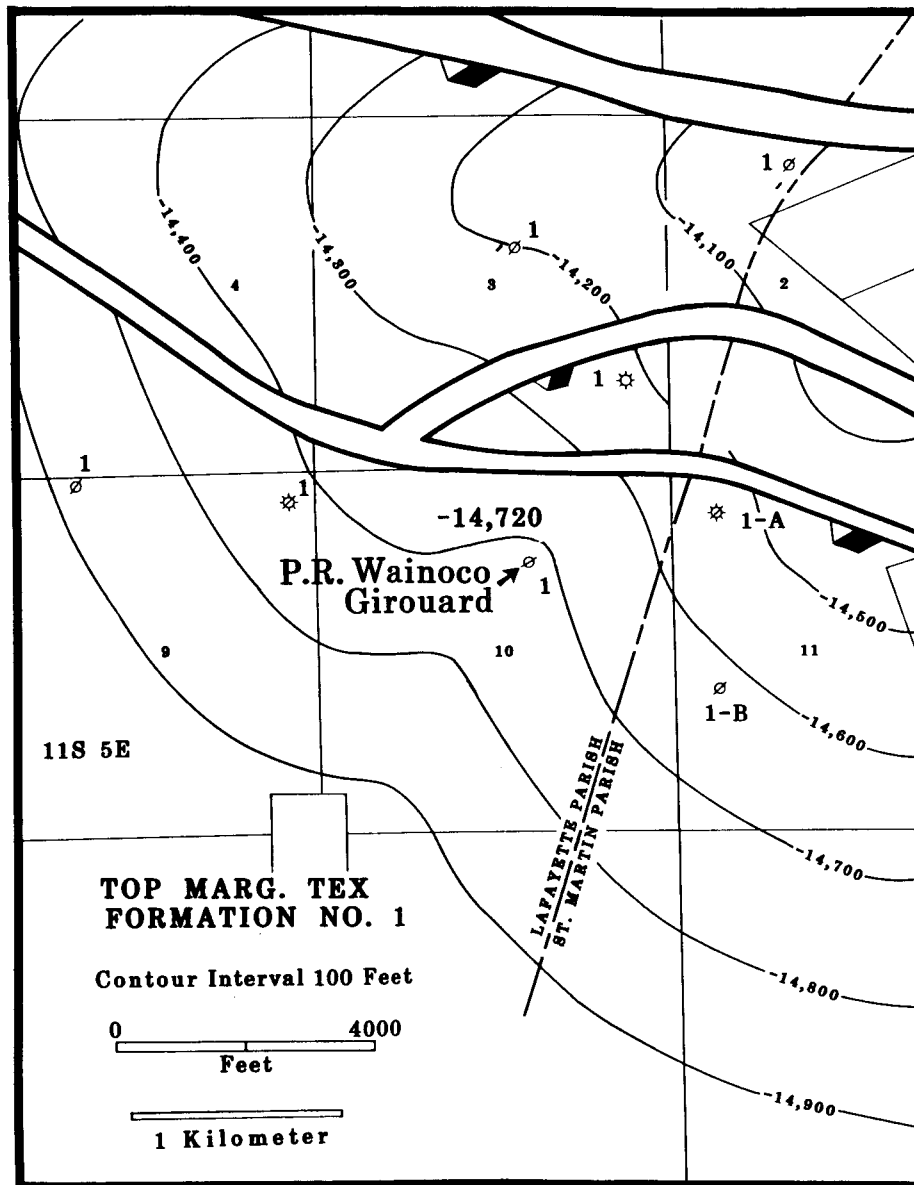 1
1
-14,400
-14,300
-14,200
-14,100
4
3
2
1
1
1
-14,720
1-A
P.R. Wainoco
Girouard
1
-14,500
9
10
11
1-B
-14,600
11S 5E
LAFAYETTE PARISH
ST. MARTIN PARISH
-14,700
TOP MARG. TEX
FORMATION NO. 1
Contour Interval 100 Feet
-14,800
0 4000
Feet
-14,900
1 Kilometer